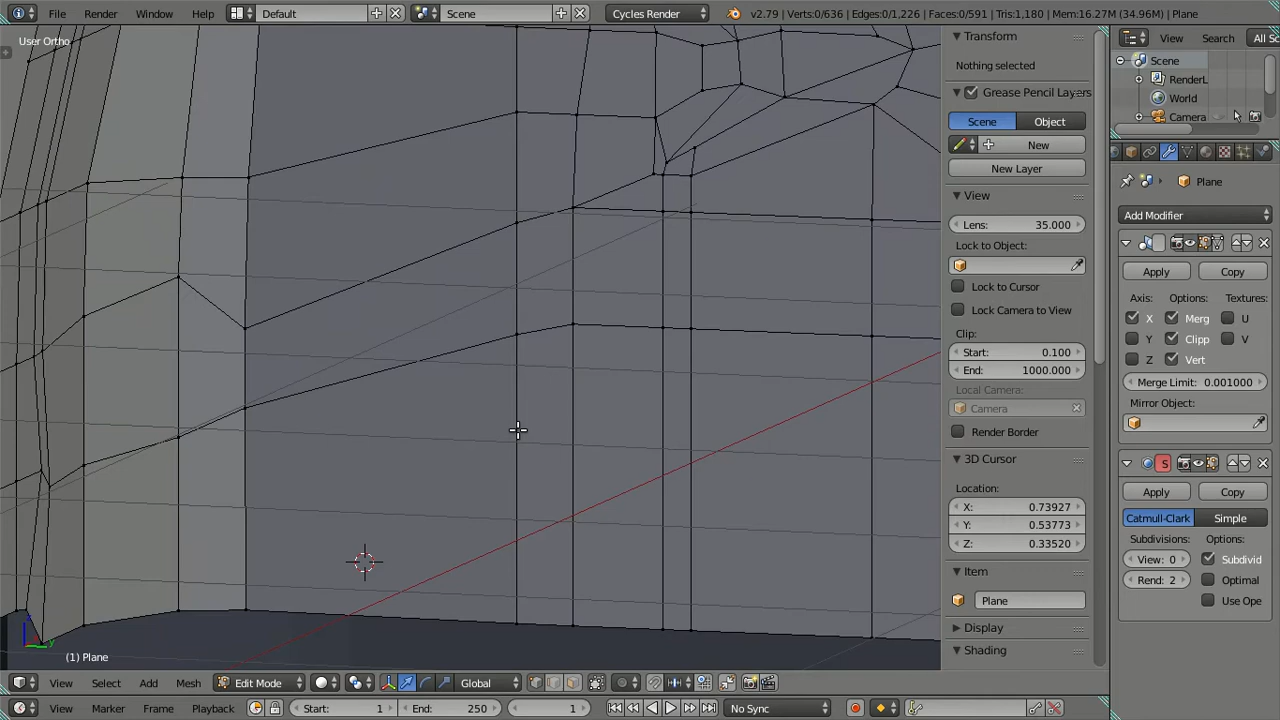 File Render Window Help Default Scene Cycles Render v2.79 | Verts:0/636 | Edges:0/1,226 | Faces:0/591 | Tris:1,180 | Mem:16.27M (34.96M) | Plane
User Ortho
Transform
Nothing selected
Grease Pencil Layers
Scene Object
New
New Layer
View
Lens: 35.000
Lock to Object:
Lock to Cursor
Lock Camera to View
Clip:
Start: 0.100
End: 1000.000
Local Camera:
Camera
Render Border
3D Cursor
Location:
X: 0.73927
Y: 0.53773
Z: 0.33520
Item
Plane
Display
Shading
View Search All Sc
Scene
RenderL
World
Camera
Plane
Add Modifier
Apply Copy
Axis: Options: Textures:
X Merg U
Y Clipp V
Z Vert
Merge Limit: 0.001000
Mirror Object:
S
Apply Copy
Catmull-Clark Simple
Subdivisions: Options:
View: 0 Subdivid
Rend: 2 Optimal
Use Ope
z
y
(1) Plane
View Select Add Mesh Edit Mode Global
View Marker Frame Playback Start: 1 End: 250 1 No Sync